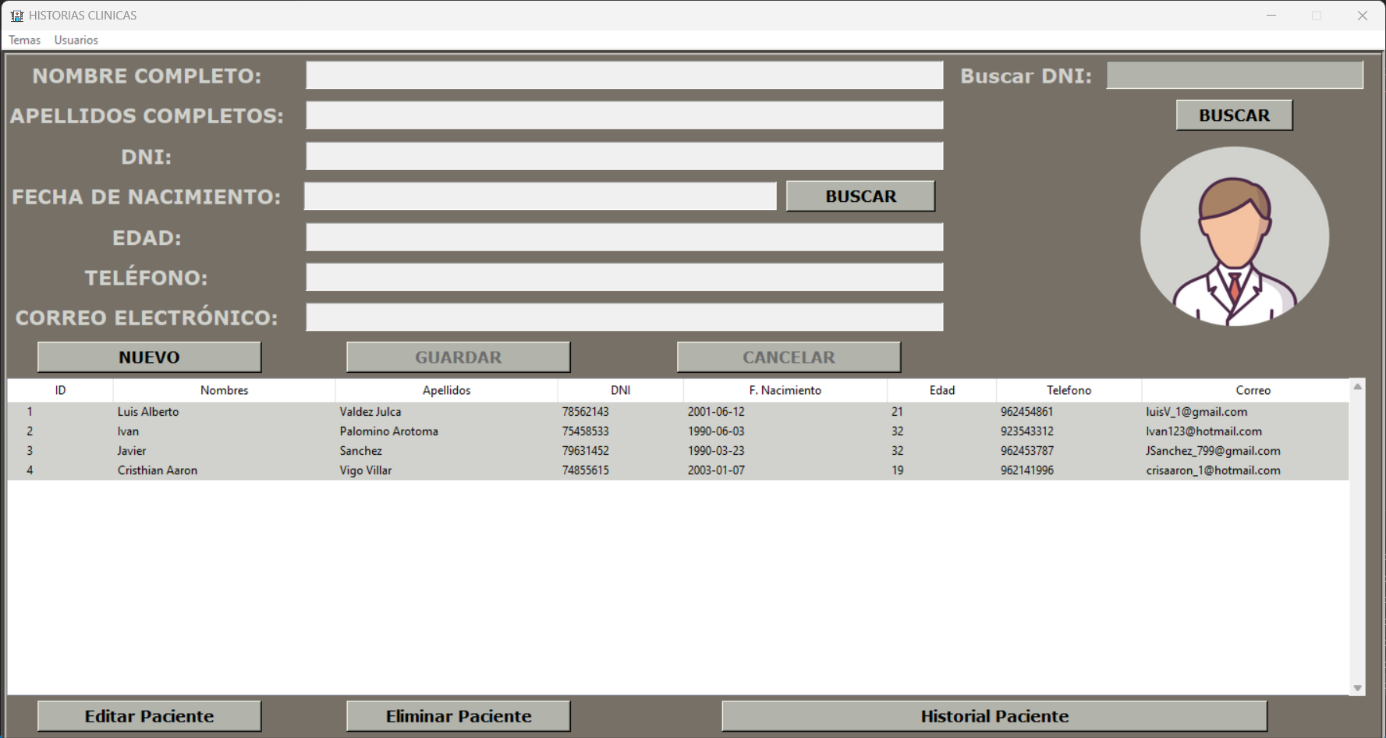 HISTORIAS CLINICAS
Temas Usuarios
NOMBRE COMPLETO: Buscar DNI:
APELLIDOS COMPLETOS: BUSCAR
DNI:
FECHA DE NACIMIENTO: BUSCAR
EDAD:
TELÉFONO:
CORREO ELECTRÓNICO:
NUEVO GUARDAR CANCELAR
ID Nombres Apellidos DNI F. Nacimiento Edad Telefono Correo
1 Luis Alberto Valdez Julca 78562143 2001-06-12 21 962454861 luisV_1@gmail.com
2 Ivan Palomino Arotoma 75458533 1990-06-03 32 923543312 Ivan123@hotmail.com
3 Javier Sanchez 79631452 1990-03-23 32 962453787 JSanchez_799@gmail.com
4 Cristhian Aaron Vigo Villar 74855615 2003-01-07 19 962141996 crisaaron_1@hotmail.com
Editar Paciente Eliminar Paciente Historial Paciente